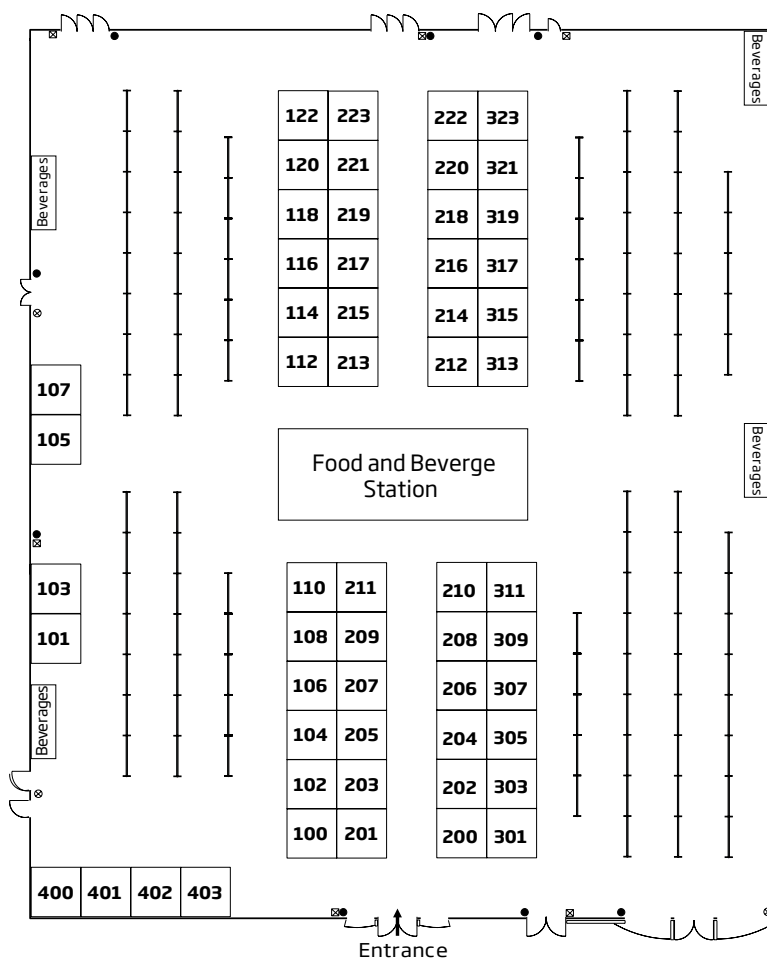 Beverages
122 223 222 323
120 221 220 321
Beverages
118 219 218 319
116 217 216 317
114 215 214 315
112 213 212 313
107
105
Food and Beverge
Station
Beverages
103
101
110 211 210 311
108 209 208 309
106 207 206 307
Beverages
104 205 204 305
102 203 202 303
100 201 200 301
400 401 402 403
Entrance